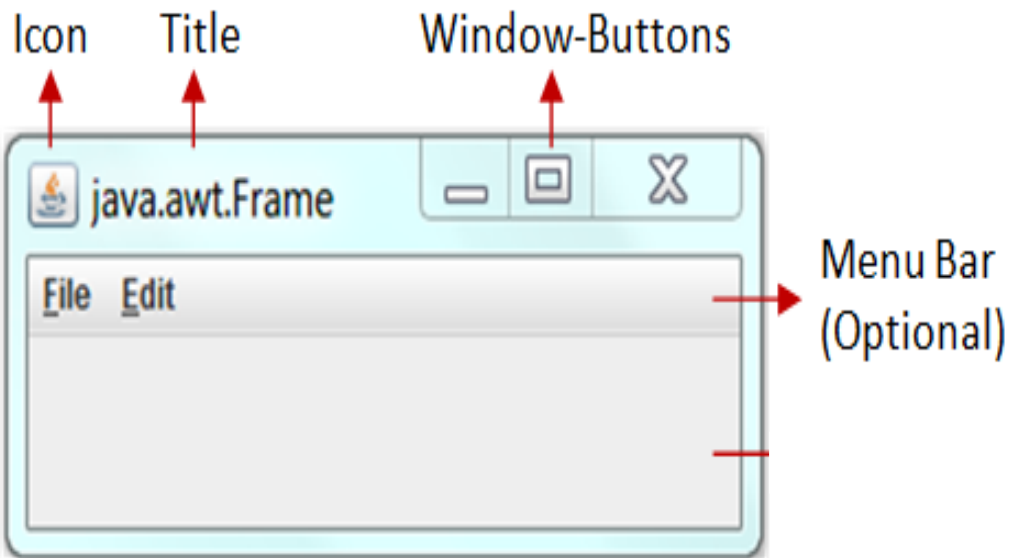 Icon Title Window-Buttons
java.awt.Frame
File Edit
Menu Bar
(Optional)